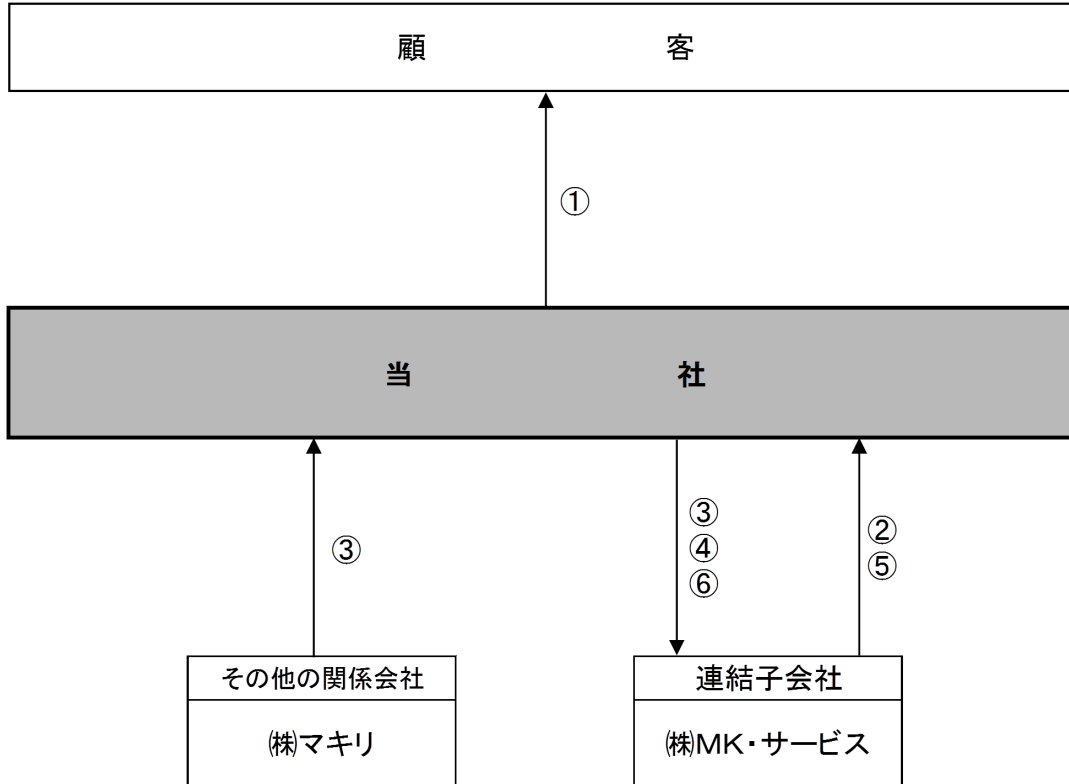 顧客
①
当社
③
③
④
⑥
②
⑤
その他の関係会社
㈱マキリ
連結子会社
㈱MK・サービス